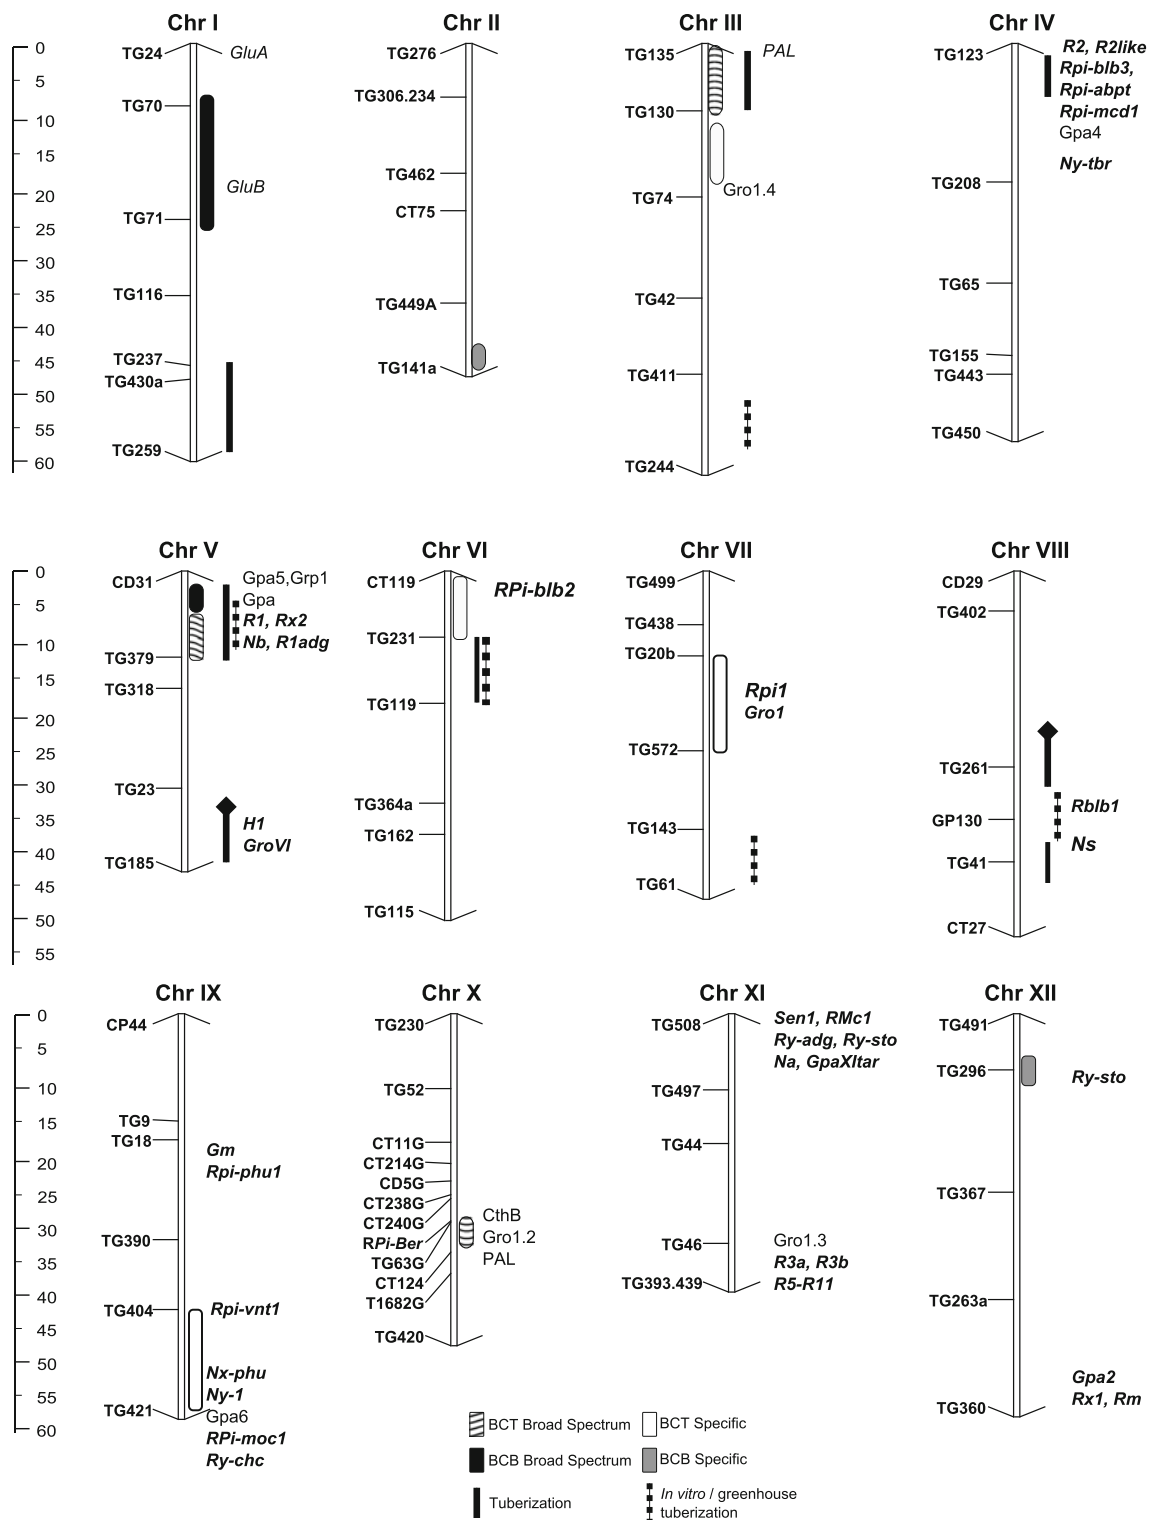 Chr I
Chr II
Chr III
Chr IV
0
5
10
15
20
25
30
35
40
45
50
55
60
TG24
TG70
TG71
TG116
TG237
TG430a
TG259
GluA
GluB
TG276
TG306.234
TG462
CT75
TG449A
TG141a
TG135
TG130
TG74
TG42
TG411
TG244
PAL
Gro1.4
TG123
TG208
TG65
TG155
TG443
TG450
R2, R2like
Rpi-blb3,
Rpi-abpt
Rpi-mcd1
Gpa4
Ny-tbr
Chr V
Chr VI
Chr VII
Chr VIII
0
5
10
15
20
25
30
35
40
45
50
55
CD31
TG379
TG318
TG23
TG185
Gpa5,Grp1
Gpa
R1, Rx2
Nb, R1adg
H1
GroVI
CT119
TG231
TG119
TG364a
TG162
TG115
RPi-blb2
TG499
TG438
TG20b
TG572
TG143
TG61
Rpi1
Gro1
CD29
TG402
TG261
GP130
TG41
CT27
Rblb1
Ns
Chr IX
Chr X
Chr XI
Chr XII
0
5
10
15
20
25
30
35
40
45
50
55
60
CP44
TG9
TG18
TG390
TG404
TG421
Gm
Rpi-phu1
Rpi-vnt1
Nx-phu
Ny-1
Gpa6
RPi-moc1
Ry-chc
TG230
TG52
CT11G
CT214G
CD5G
CT238G
CT240G
RPi-Ber
TG63G
CT124
T1682G
TG420
CthB
Gro1.2
PAL
TG508
TG497
TG44
TG46
TG393.439
Sen1, RMc1
Ry-adg, Ry-sto
Na, GpaXItar
Gro1.3
R3a, R3b
R5-R11
TG491
TG296
TG367
TG263a
TG360
Ry-sto
Gpa2
Rx1, Rm
BCT Broad Spectrum
BCT Specific
BCB Broad Spectrum
BCB Specific
Tuberization
In vitro / greenhouse
tuberization